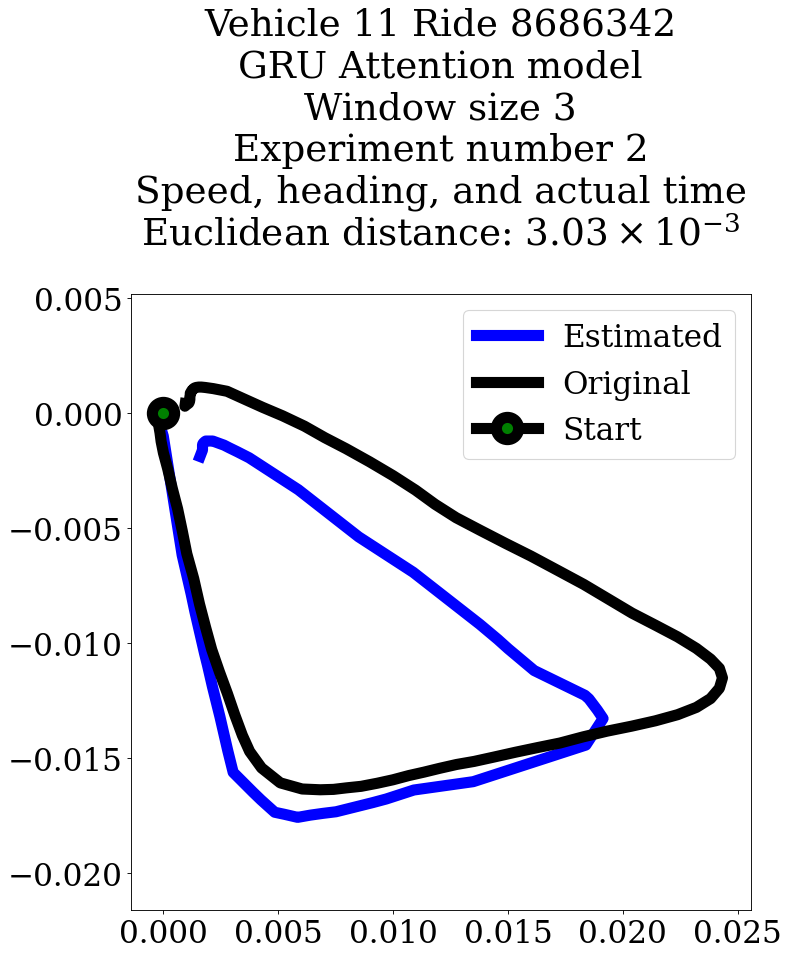 Vehicle 11 Ride 8686342
GRU Attention model
Window size 3
Experiment number 2
Speed, heading, and actual time
Euclidean distance: 3.03 × 10⁻³
0.005
0.000
−0.005
−0.010
−0.015
−0.020
Estimated
Original
Start
0.000 0.005 0.010 0.015 0.020 0.025